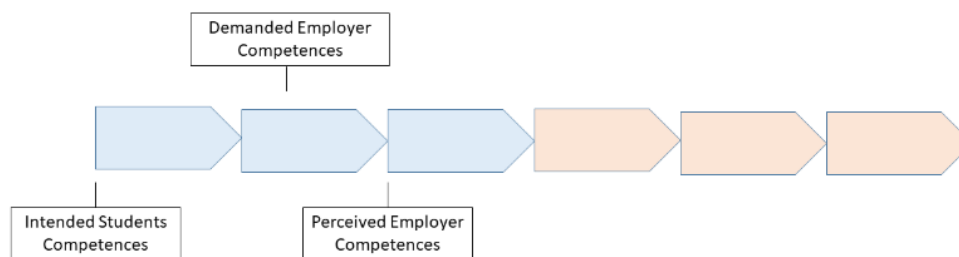 Demanded Employer
Competences
Intended Students
Competences
Perceived Employer
Competences